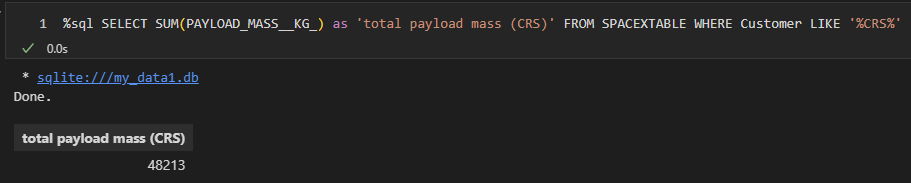 1 %sql SELECT SUM(PAYLOAD_MASS__KG_) as 'total payload mass (CRS)' FROM SPACEXTABLE WHERE Customer LIKE '%CRS%'
✓ 0.0s
* sqlite:///my_data1.db
Done.
total payload mass (CRS)
48213